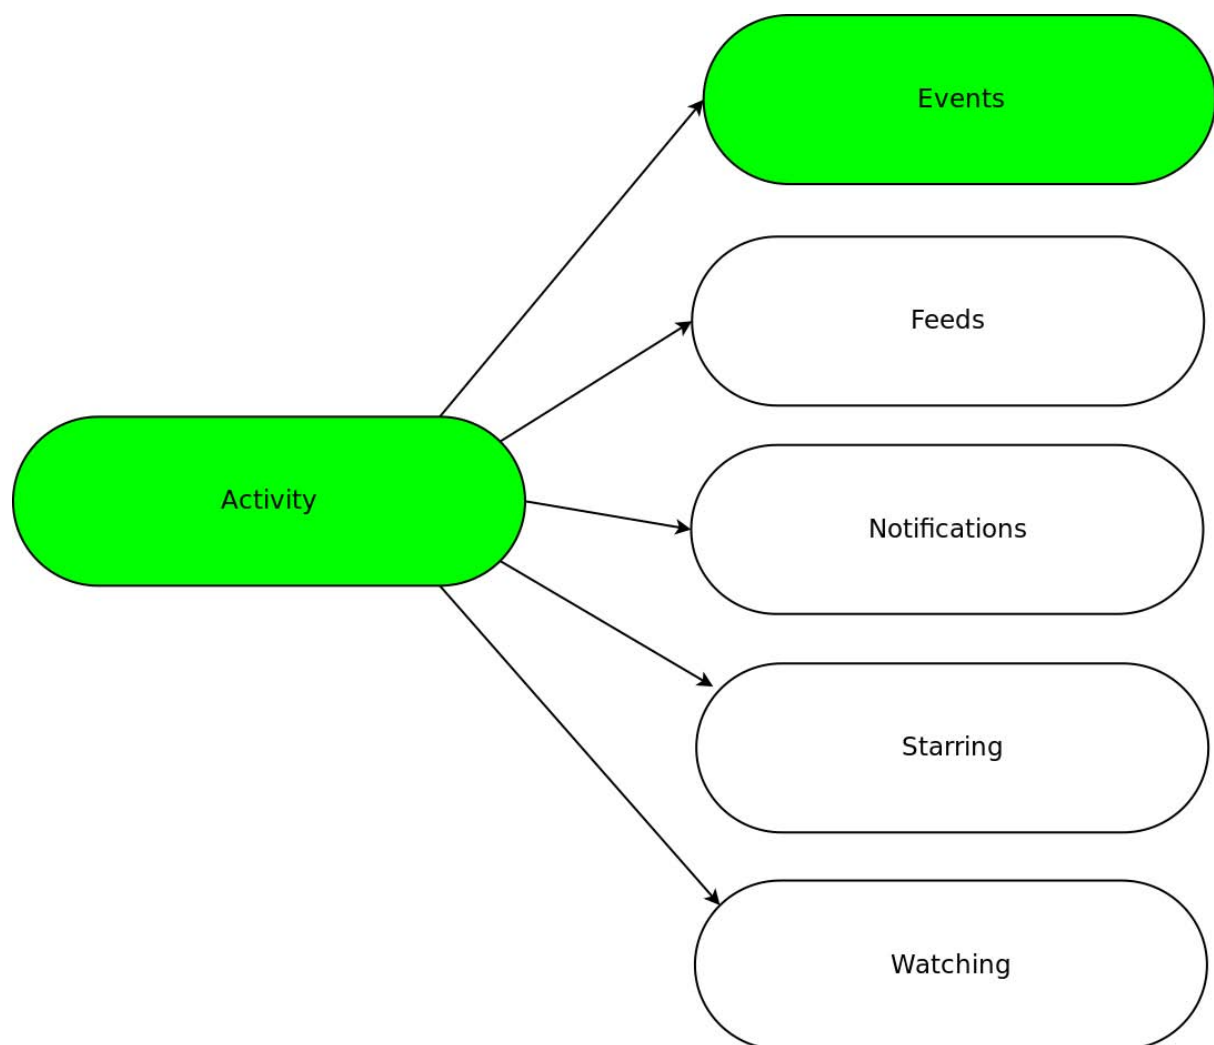 Events
Feeds
Activity
Notifications
Starring
Watching